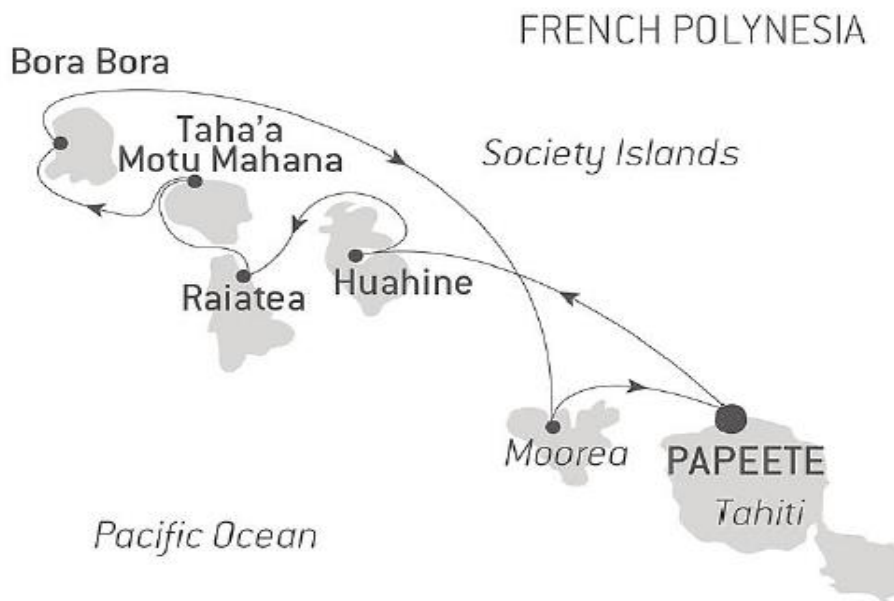 FRENCH POLYNESIA
Bora Bora
Taha'a
Motu Mahana
Society Islands
Raiatea
Huahine
Moorea
PAPEETE
Tahiti
Pacific Ocean